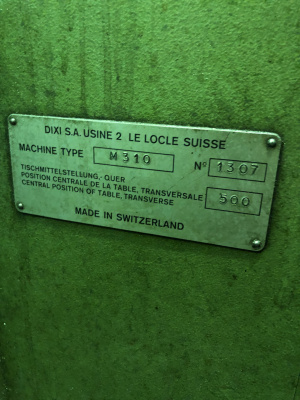 DIXI S.A. USINE 2 LE LOCLE SUISSE
MACHINE TYPE M310 Nº 1307
TISCHMITTELSTELLUNG,- QUER
POSITION CENTRALE DE LA TABLE, TRANSVERSALE 500
CENTRAL POSITION OF TABLE, TRANSVERSE
MADE IN SWITZERLAND